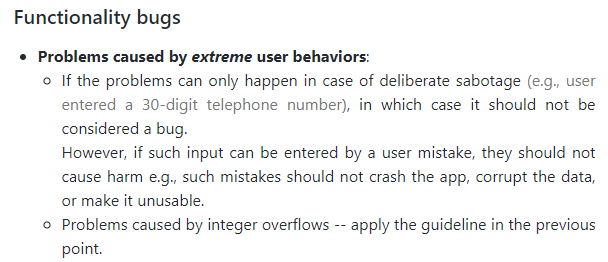 Functionality bugs
Problems caused by extreme user behaviors:
If the problems can only happen in case of deliberate sabotage (e.g., user
entered a 30-digit telephone number), in which case it should not be
considered a bug.
However, if such input can be entered by a user mistake, they should not
cause harm e.g., such mistakes should not crash the app, corrupt the data,
or make it unusable.
Problems caused by integer overflows -- apply the guideline in the previous
point.